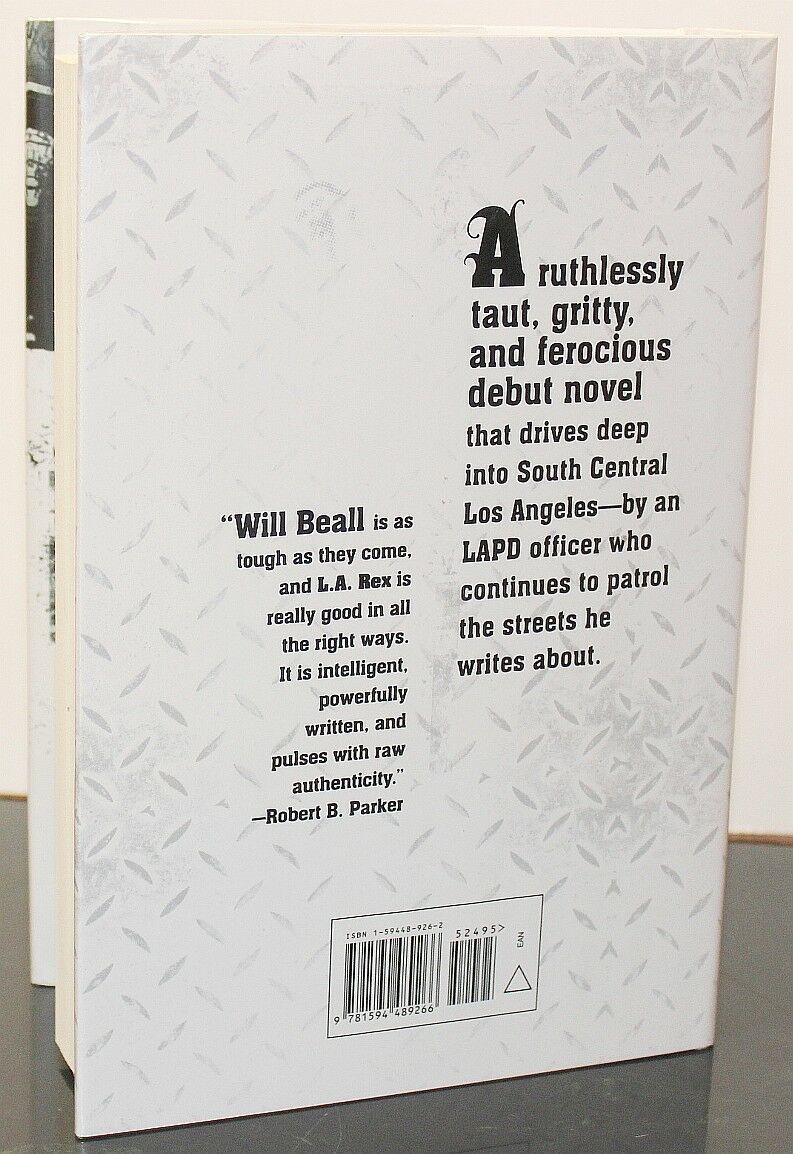 A ruthlessly
taut, gritty,
and ferocious
debut novel
that drives deep
into South Central
Los Angeles—by an
LAPD officer who
continues to patrol
the streets he
writes about.
“Will Beall is as
tough as they come,
and L.A. Rex is
really good in all
the right ways.
It is intelligent,
powerfully
written, and
pulses with raw
authenticity.”
—Robert B. Parker
ISBN 1-59448-926-2
52495>
EAN
9 781594 489266